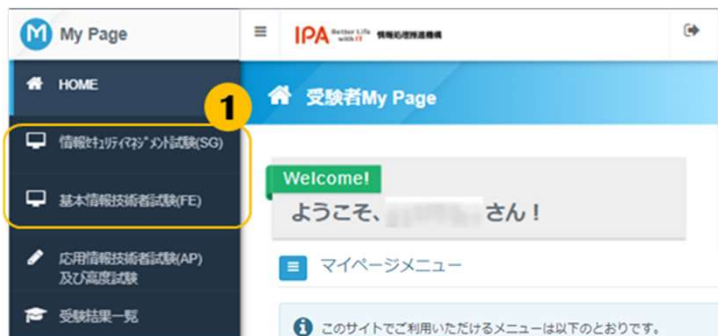 My Page
HOME
1
情報ｾｷｭﾘﾃｨﾏﾈｼﾞﾒﾝﾄ試験(SG)
基本情報技術者試験(FE)
応用情報技術者試験(AP)
及び高度試験
受験結果一覧
IPA Better Life with IT 情報処理推進機構
受験者My Page
Welcome!
ようこそ、 さん！
マイページメニュー
このサイトでご利用いただけるメニューは以下のとおりです。